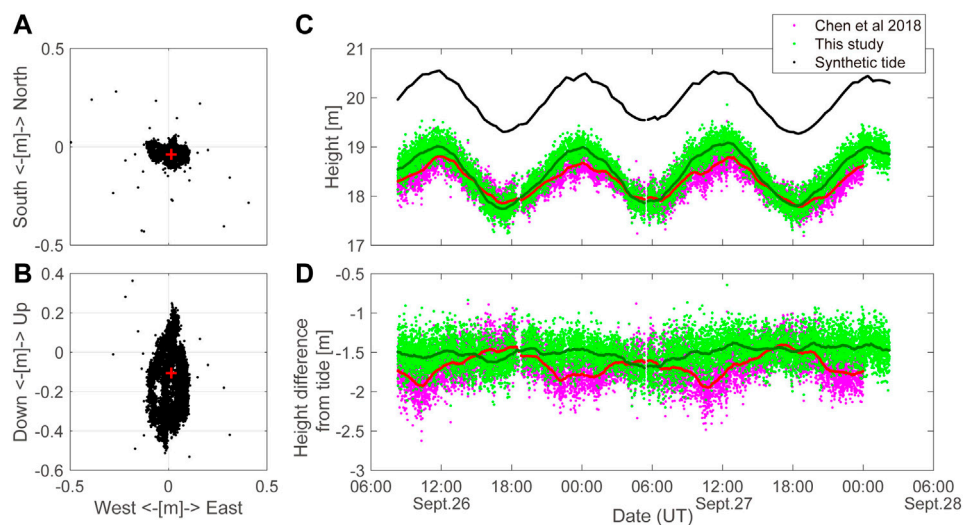 A
0.5
0
-0.5
South <-[m]-> North
B
0.4
0.2
0
-0.2
-0.4
-0.6
Down <-[m]-> Up
-0.5
0
0.5
West <-[m]-> East
C
Chen et al 2018
This study
Synthetic tide
21
20
19
18
17
Height [m]
D
-0.5
-1
-1.5
-2
-2.5
-3
Height difference
from tide [m]
06:00 12:00 18:00 00:00 06:00 12:00 18:00 00:00 06:00
Sept.26 Sept.27 Sept.28
Date (UT)